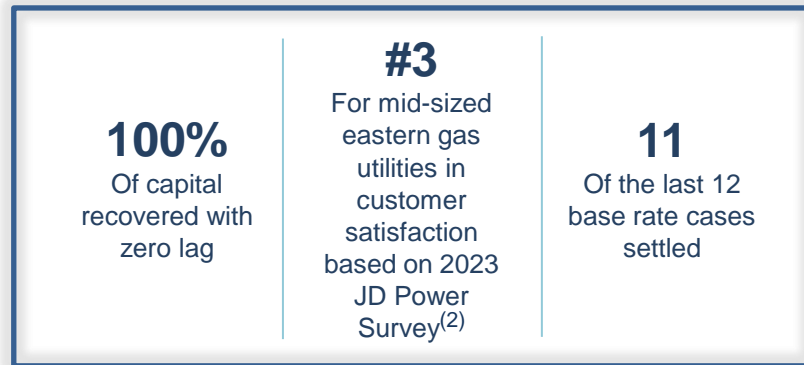 100%
Of capital
recovered with
zero lag
#3
For mid-sized
eastern gas
utilities in
customer
satisfaction
based on 2023
JD Power
Survey(2)
11
Of the last 12
base rate cases
settled